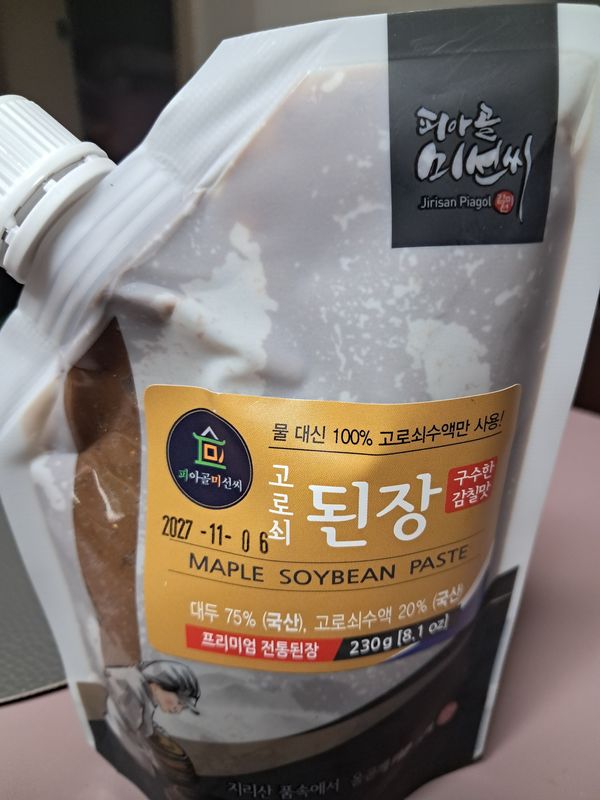 피아골
미선씨
Jirisan Piagol
물 대신 100% 고로쇠수액만 사용!
피아골미선씨
고로쇠
된장
구수한
감칠맛
2027 -11- 06
MAPLE SOYBEAN PASTE
대두 75% (국산), 고로쇠수액 20% (국산)
프리미엄 전통된장
230g [8.1 oz]
지리산 품속에서